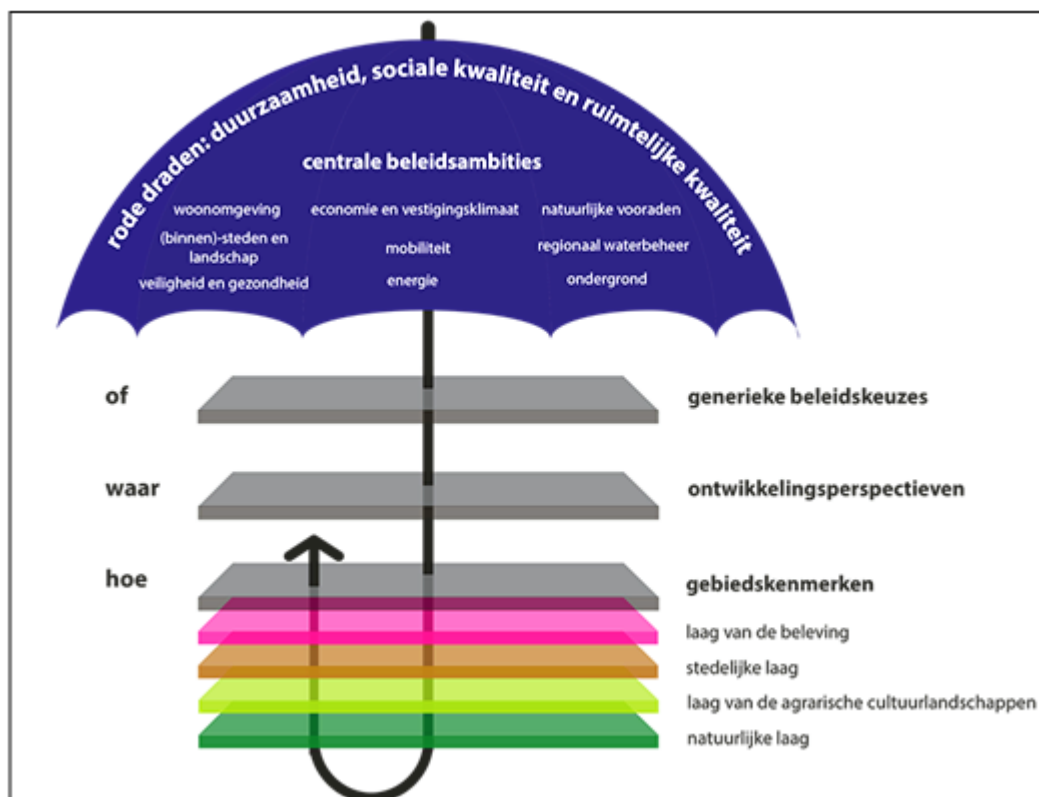 rode draden: duurzaamheid, sociale kwaliteit en ruimtelijke kwaliteit
centrale beleidsambities
woonomgeving
economie en vestigingsklimaat
natuurlijke vooraden
(binnen)-steden en
landschap
mobiliteit
regionaal waterbeheer
veiligheid en gezondheid
energie
ondergrond
of
generieke beleidskeuzes
waar
ontwikkelingsperspectieven
hoe
gebiedskenmerken
laag van de beleving
stedelijke laag
laag van de agrarische cultuurlandschappen
natuurlijke laag